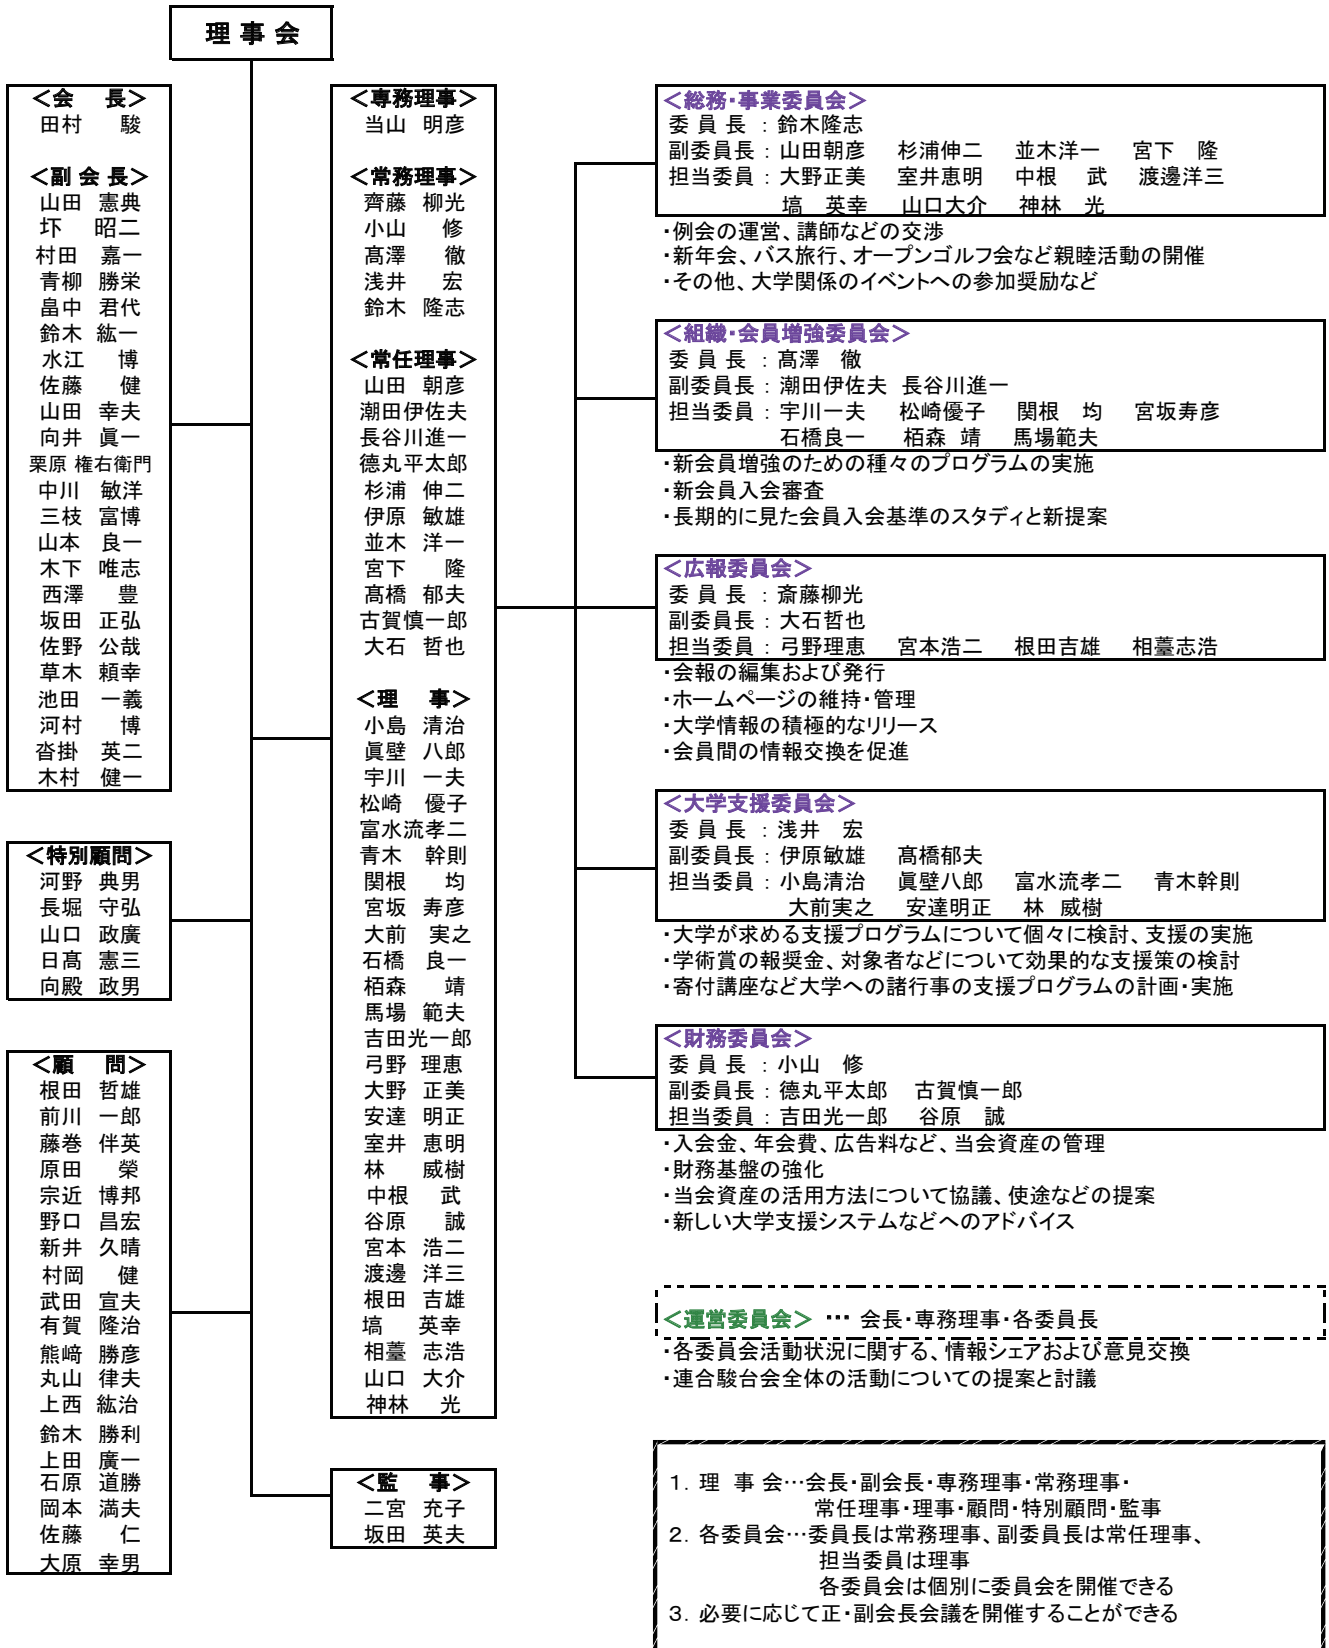 理 事 会
＜会　長＞
田村　駿
＜副 会 長＞
山田　憲典
圷　昭二
村田　嘉一
青柳　勝栄
畠中　君代
鈴木　紘一
水江　博
佐藤　健
山田　幸夫
向井　眞一
栗原 権右衛門
中川　敏洋
三枝　富博
山本　良一
木下　唯志
西澤　豊
坂田　正弘
佐野　公哉
草木　頼幸
池田　一義
河村　博
沓掛　英二
木村　健一
＜特別顧問＞
河野　典男
長堀　守弘
山口　政廣
日髙　憲三
向殿　政男
＜顧　問＞
根田　哲雄
前川　一郎
藤巻　伴英
原田　榮
宗近　博邦
野口　昌宏
新井　久晴
村岡　健
武田　宣夫
有賀　隆治
熊﨑　勝彦
丸山　律夫
上西　紘治
鈴木　勝利
上田　廣一
石原　道勝
岡本　満夫
佐藤　仁
大原　幸男
＜専務理事＞
当山　明彦
＜常務理事＞
齊藤　柳光
小山　修
髙澤　徹
浅井　宏
鈴木　隆志
＜常任理事＞
山田　朝彦
潮田伊佐夫
長谷川進一
德丸平太郎
杉浦　伸二
伊原　敏雄
並木　洋一
宮下　隆
髙橋　郁夫
古賀慎一郎
大石　哲也
＜理　事＞
小島　清治
眞壁　八郎
宇川　一夫
松崎　優子
富水流孝二
青木　幹則
関根　均
宮坂　寿彦
大前　実之
石橋　良一
栢森　靖
馬場　範夫
吉田光一郎
弓野　理恵
大野　正美
安達　明正
室井　恵明
林　威樹
中根　武
谷原　誠
宮本　浩二
渡邊　洋三
根田　吉雄
塙　英幸
相臺　志浩
山口　大介
神林　光
＜監　事＞
二宮　充子
坂田　英夫
＜総務・事業委員会＞
委 員 長 ：鈴木隆志
副委員長：山田朝彦　杉浦伸二　並木洋一　宮下　隆
担当委員：大野正美　室井恵明　中根　武　渡邊洋三
塙　英幸　山口大介　神林　光
・例会の運営、講師などの交渉
・新年会、バス旅行、オープンゴルフ会など親睦活動の開催
・その他、大学関係のイベントへの参加奨励など
＜組織・会員増強委員会＞
委 員 長 ：髙澤　徹
副委員長：潮田伊佐夫 長谷川進一
担当委員：宇川一夫　松崎優子　関根　均　宮坂寿彦
石橋良一　栢森 靖　馬場範夫
・新会員増強のための種々のプログラムの実施
・新会員入会審査
・長期的に見た会員入会基準のスタディと新提案
＜広報委員会＞
委 員 長 ：斎藤柳光
副委員長：大石哲也
担当委員：弓野理恵　宮本浩二　根田吉雄　相臺志浩
・会報の編集および発行
・ホームページの維持・管理
・大学情報の積極的なリリース
・会員間の情報交換を促進
＜大学支援委員会＞
委 員 長 ：浅井　宏
副委員長：伊原敏雄　髙橋郁夫
担当委員：小島清治　眞壁八郎　富水流孝二　青木幹則
大前実之　安達明正　林　威樹
・大学が求める支援プログラムについて個々に検討、支援の実施
・学術賞の報奨金、対象者などについて効果的な支援策の検討
・寄付講座など大学への諸行事の支援プログラムの計画・実施
＜財務委員会＞
委 員 長 ：小山　修
副委員長：德丸平太郎　古賀慎一郎
担当委員：吉田光一郎　谷原　誠
・入会金、年会費、広告料など、当会資産の管理
・財務基盤の強化
・当会資産の活用方法について協議、使途などの提案
・新しい大学支援システムなどへのアドバイス
＜運営委員会＞ … 会長・専務理事・各委員長
・各委員会活動状況に関する、情報シェアおよび意見交換
・連合駿台会全体の活動についての提案と討議
１．理　事　会…会長・副会長・専務理事・常務理事・
常任理事・理事・顧問・特別顧問・監事
２．各委員会…委員長は常務理事、副委員長は常任理事、
担当委員は理事
各委員会は個別に委員会を開催できる
３．必要に応じて正・副会長会議を開催することができる